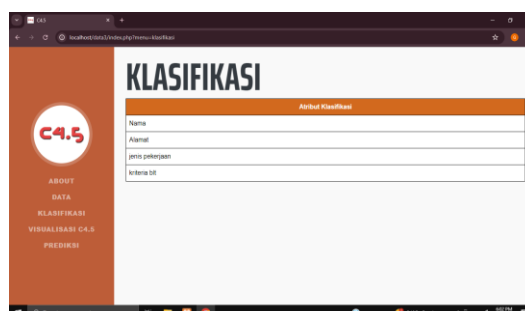 C4.5
localhost/data3/index.php?menu=klasifikasi
C4.5
ABOUT
DATA
KLASIFIKASI
VISUALISASI C4.5
PREDIKSI
KLASIFIKASI
Atribut Klasifikasi
Nama
Alamat
jenis pekerjaan
kriteria blt